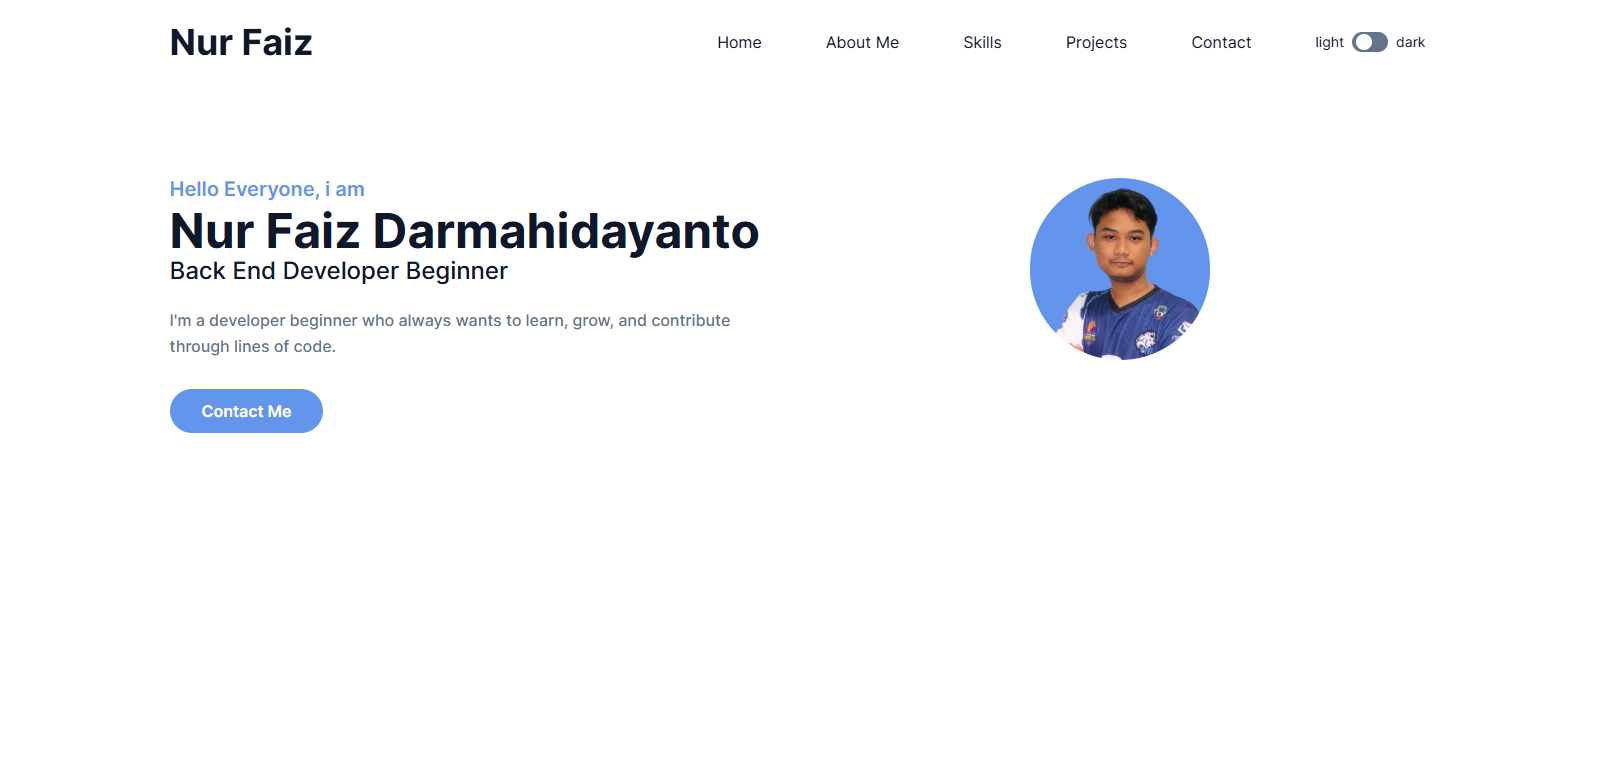 Nur Faiz
Home
About Me
Skills
Projects
Contact
light
dark
Hello Everyone, i am
Nur Faiz Darmahidayanto
Back End Developer Beginner
I'm a developer beginner who always wants to learn, grow, and contribute
through lines of code.
Contact Me